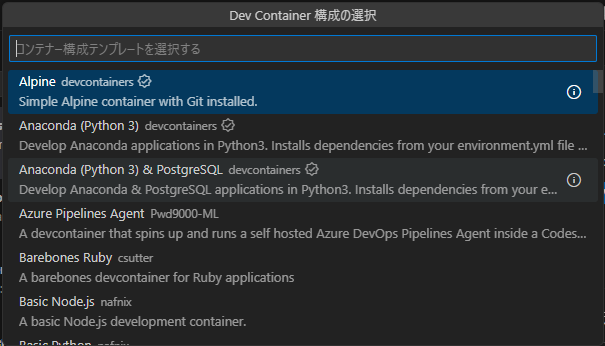 Dev Container 構成の選択
コンテナー構成テンプレートを選択する
Alpine devcontainers
Simple Alpine container with Git installed.
Anaconda (Python 3) devcontainers
Develop Anaconda applications in Python3. Installs dependencies from your environment.yml file ...
Anaconda (Python 3) & PostgreSQL devcontainers
Develop Anaconda & PostgreSQL applications in Python3. Installs dependencies from your e...
Azure Pipelines Agent Pwd9000-ML
A devcontainer that spins up and runs a self hosted Azure DevOps Pipelines Agent inside a Codes...
Barebones Ruby csutter
A barebones devcontainer for Ruby applications
Basic Node.js nafnix
A basic Node.js development container.
Basic Python nafnix